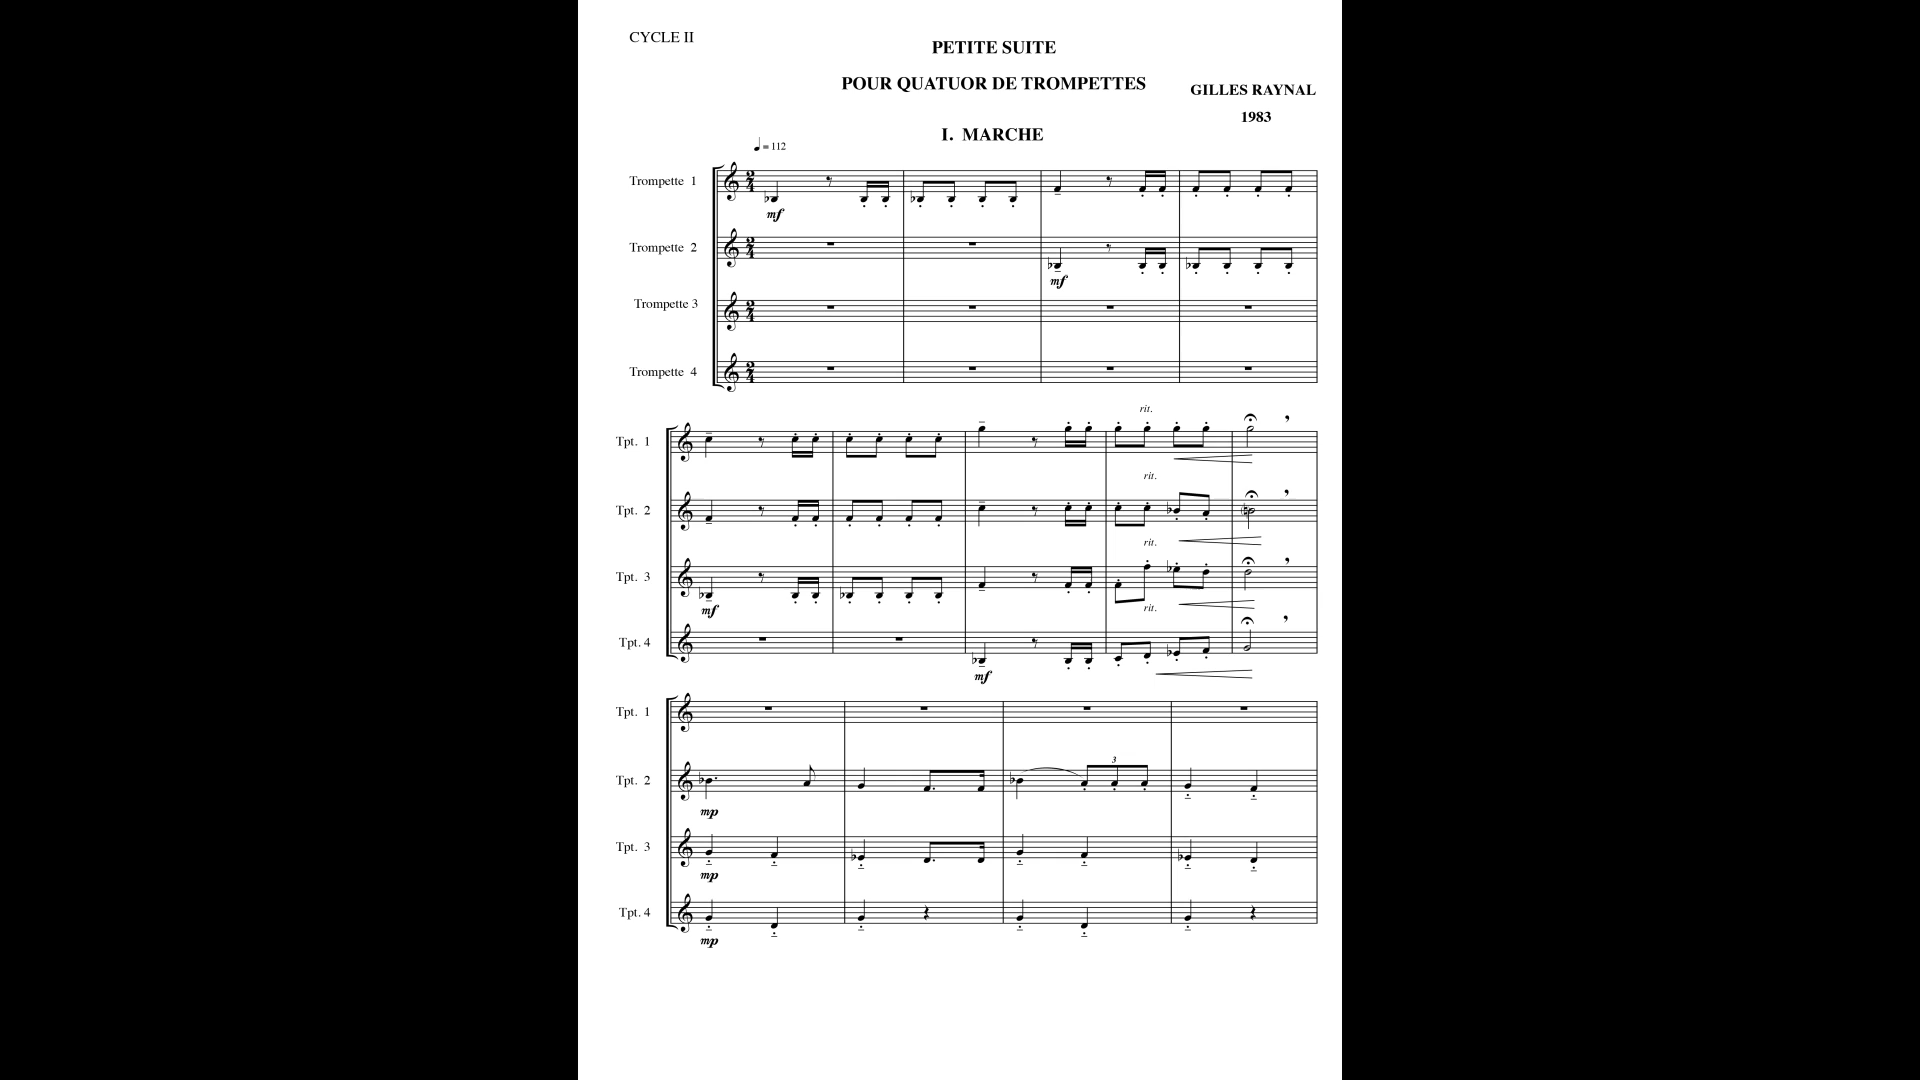 CYCLE II
PETITE SUITE
POUR QUATUOR DE TROMPETTES
GILLES RAYNAL
1983
I. MARCHE
= 112
Trompette 1
mf
Trompette 2
mf
Trompette 3
Trompette 4
rit.
Tpt. 1
rit.
Tpt. 2
rit.
Tpt. 3
mf
rit.
Tpt. 4
mf
Tpt. 1
3
Tpt. 2
mp
Tpt. 3
mp
Tpt. 4
mp